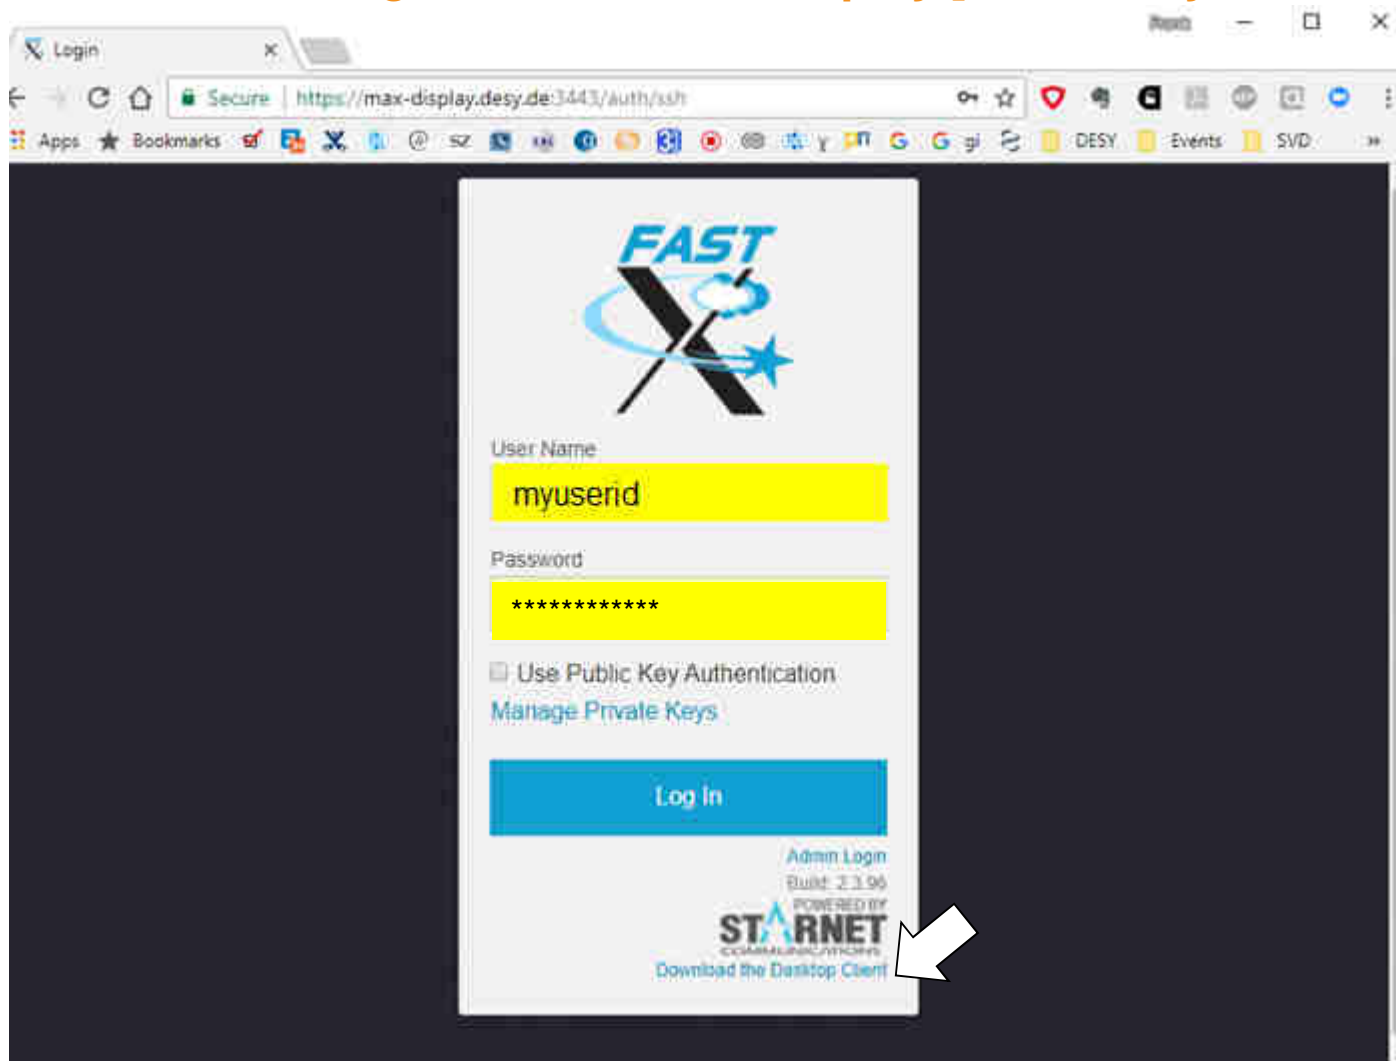 Login
Secure | https://max-display.desy.de:3443/auth/ssh
Apps Bookmarks SZ G G gi DESY Events SVD »
FAST
X
User Name
myuserid
Password
************
Use Public Key Authentication
Manage Private Keys
Log In
Admin Login
Build: 2.3.96
POWERED BY
STARNET
COMMUNICATIONS
Download the Desktop Client